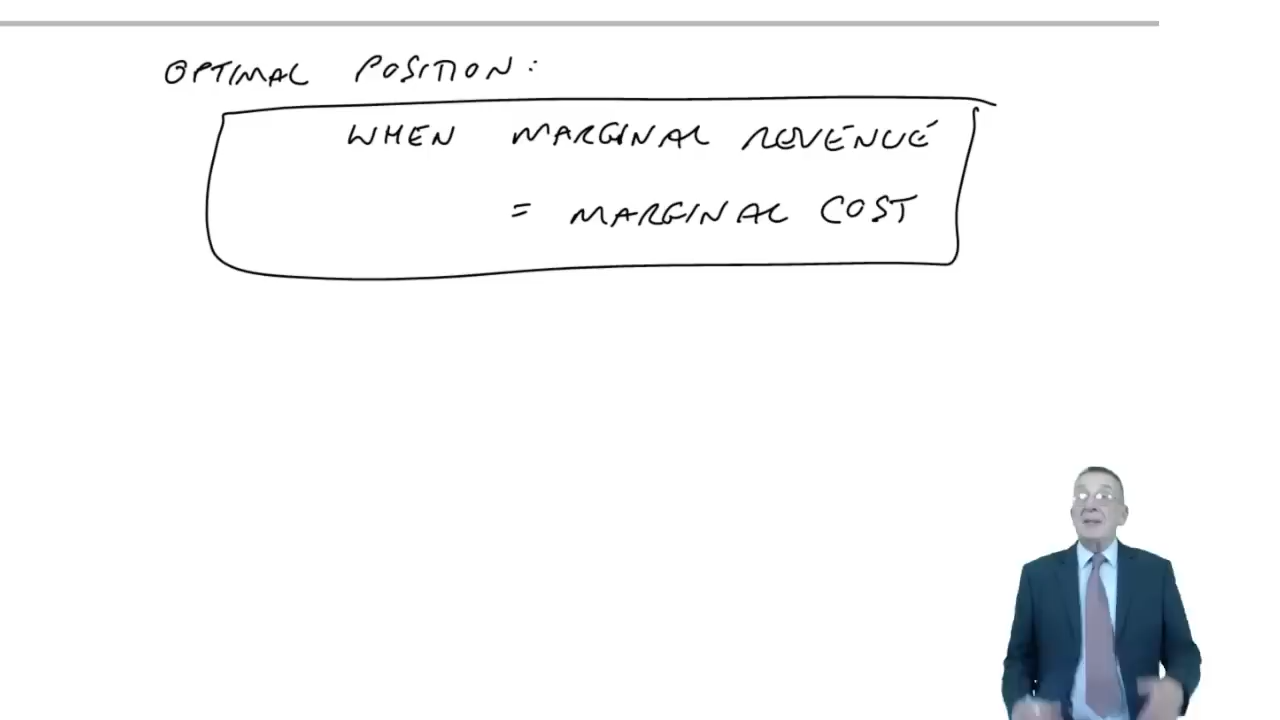 OPTIMAL POSITION:
WHEN MARGINAL REVENUE
= MARGINAL COST